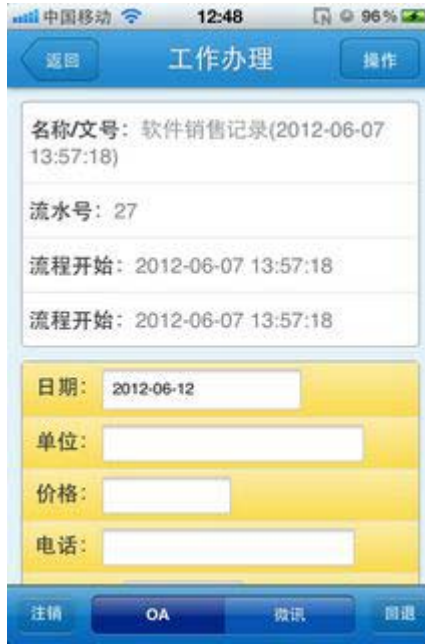 中国移动 12:48 96%
返回 工作办理 操作
名称/文号: 软件销售记录(2012-06-07
13:57:18)
流水号: 27
流程开始: 2012-06-07 13:57:18
流程开始: 2012-06-07 13:57:18
日期: 2012-06-12
单位:
价格:
电话:
注销 OA 微讯 回退